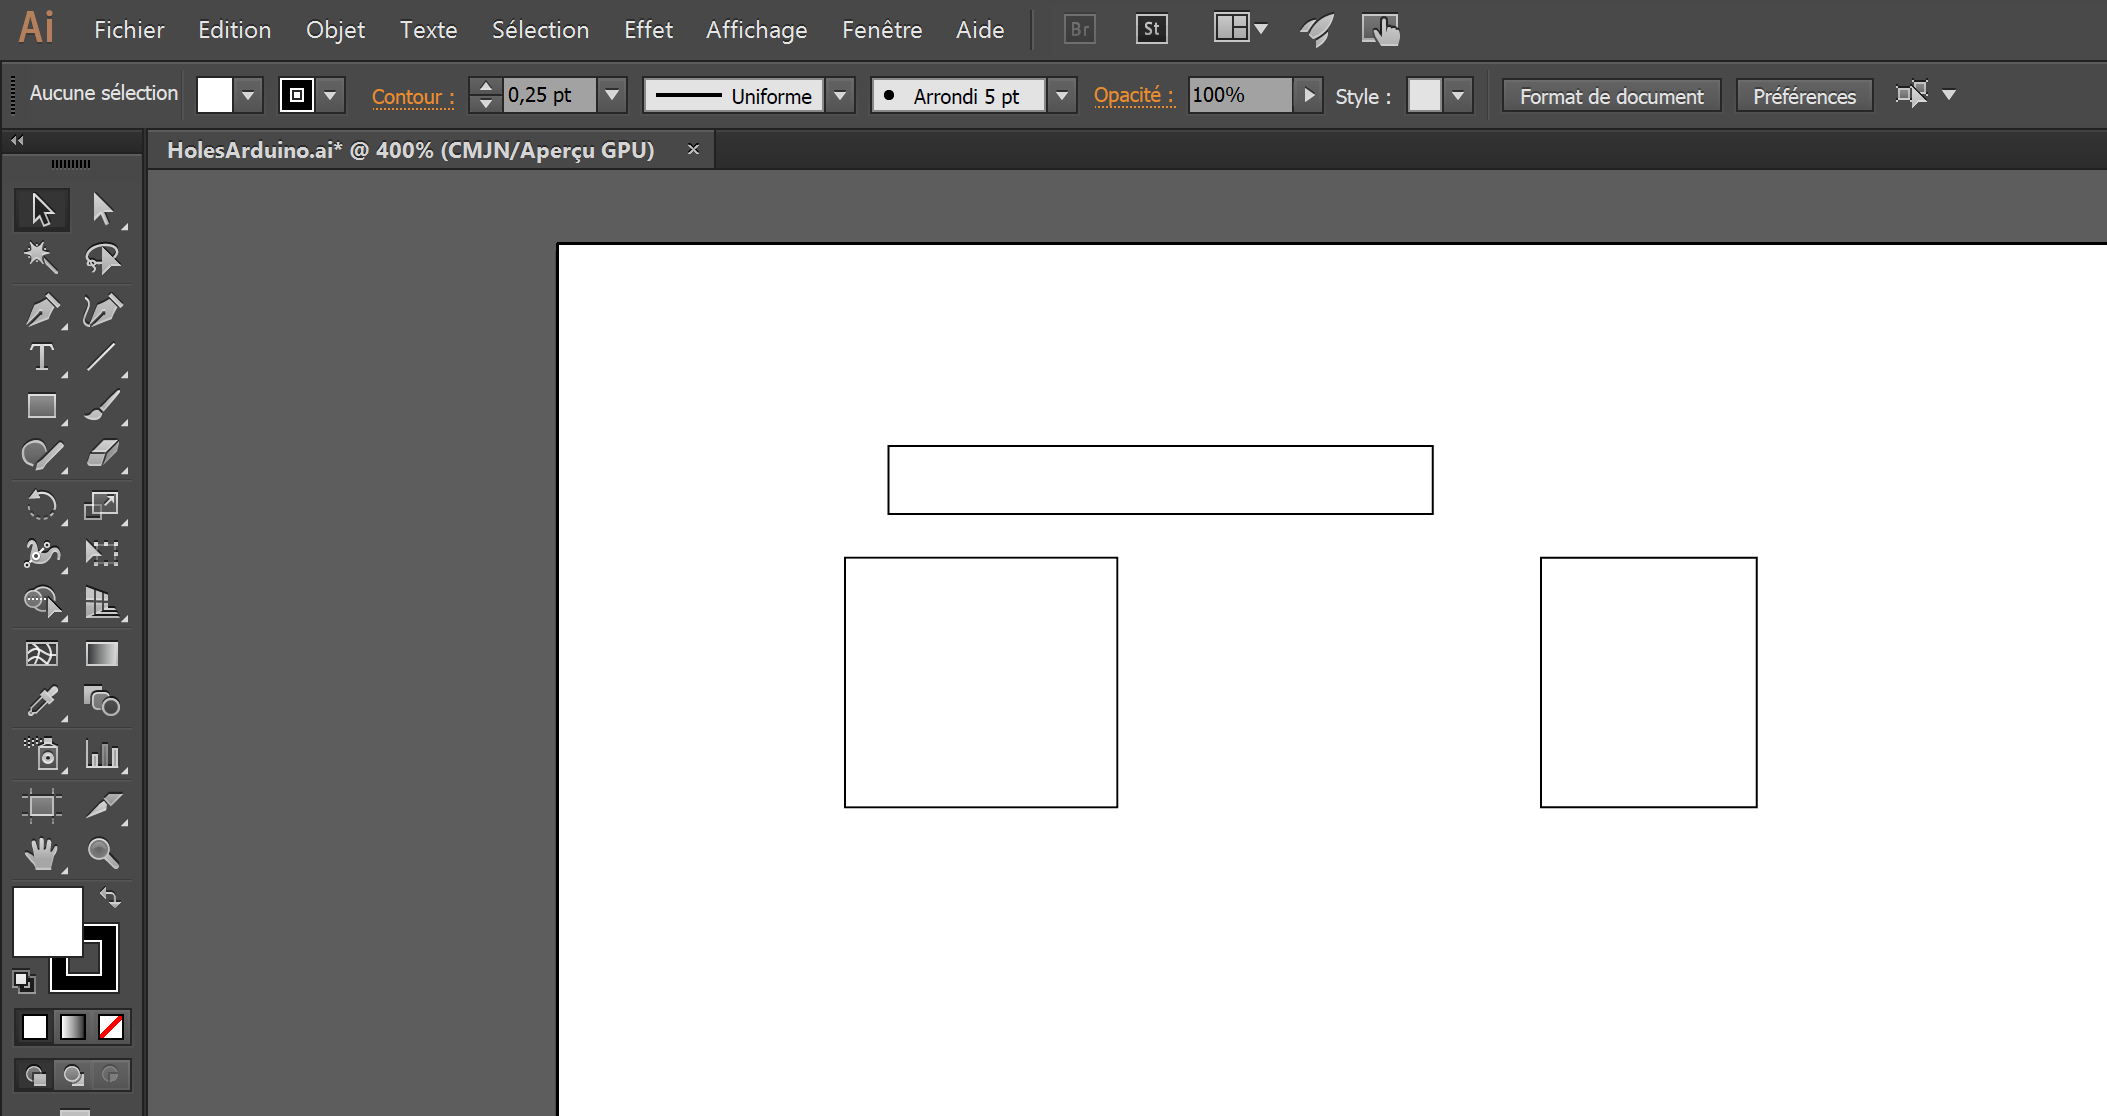 Ai Fichier Edition Objet Texte Sélection Effet Affichage Fenêtre Aide Br St
Aucune sélection Contour : 0,25 pt Uniforme Arrondi 5 pt Opacité : 100% Style : Format de document Préférences
HolesArduino.ai* @ 400% (CMJN/Aperçu GPU) ×
T